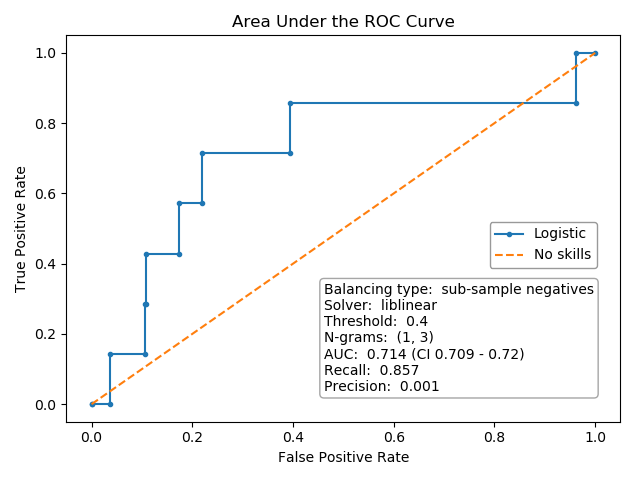 Area Under the ROC Curve
1.0
0.8
0.6
0.4
0.2
0.0
True Positive Rate
Logistic
No skills
Balancing type:  sub-sample negatives
Solver:  liblinear
Threshold:  0.4
N-grams:  (1, 3)
AUC:  0.714 (CI 0.709 - 0.72)
Recall:  0.857
Precision:  0.001
0.0 0.2 0.4 0.6 0.8 1.0
False Positive Rate